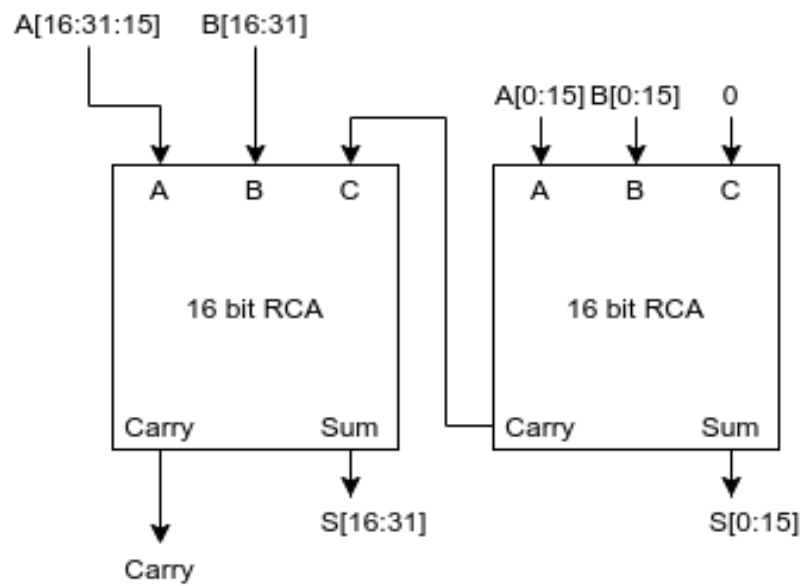 A[16:31:15] B[16:31]
A[0:15] B[0:15] 0
A B C
A B C
16 bit RCA
16 bit RCA
Carry Sum
Carry Sum
S[16:31]
S[0:15]
Carry